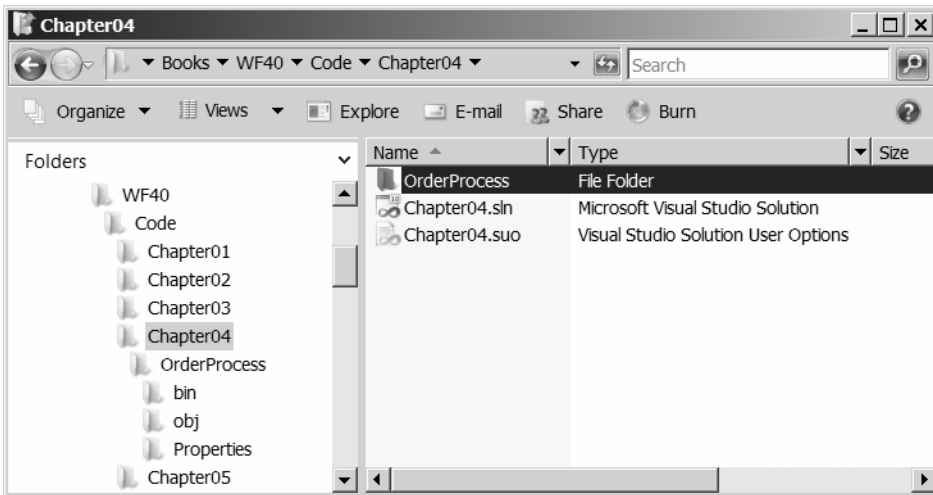 Chapter04
Books WF40 Code Chapter04 Search
Organize Views Explore E-mail Share Burn
Folders
WF40
Code
Chapter01
Chapter02
Chapter03
Chapter04
OrderProcess
bin
obj
Properties
Chapter05
Name Type Size
OrderProcess File Folder
Chapter04.sln Microsoft Visual Studio Solution
Chapter04.suo Visual Studio Solution User Options